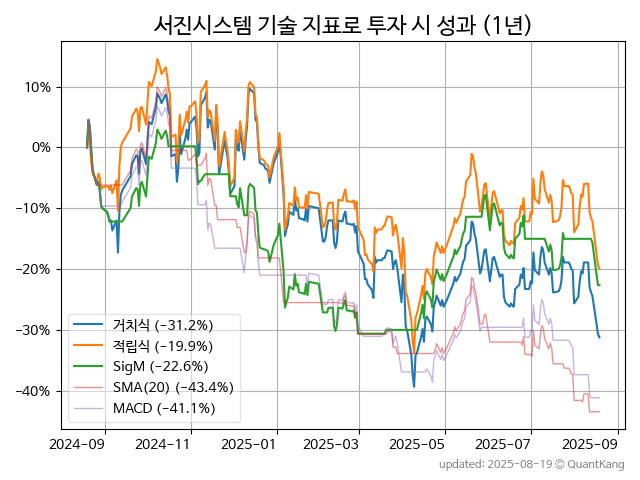 서진시스템 기술 지표로 투자 시 성과 (1년)
10%
0%
−10%
−20%
−30%
−40%
거치식 (−31.2%)
적립식 (−19.9%)
SigM (−22.6%)
SMA(20) (−43.4%)
MACD (−41.1%)
2024-09 2024-11 2025-01 2025-03 2025-05 2025-07 2025-09
updated: 2025-08-19 © QuantKang